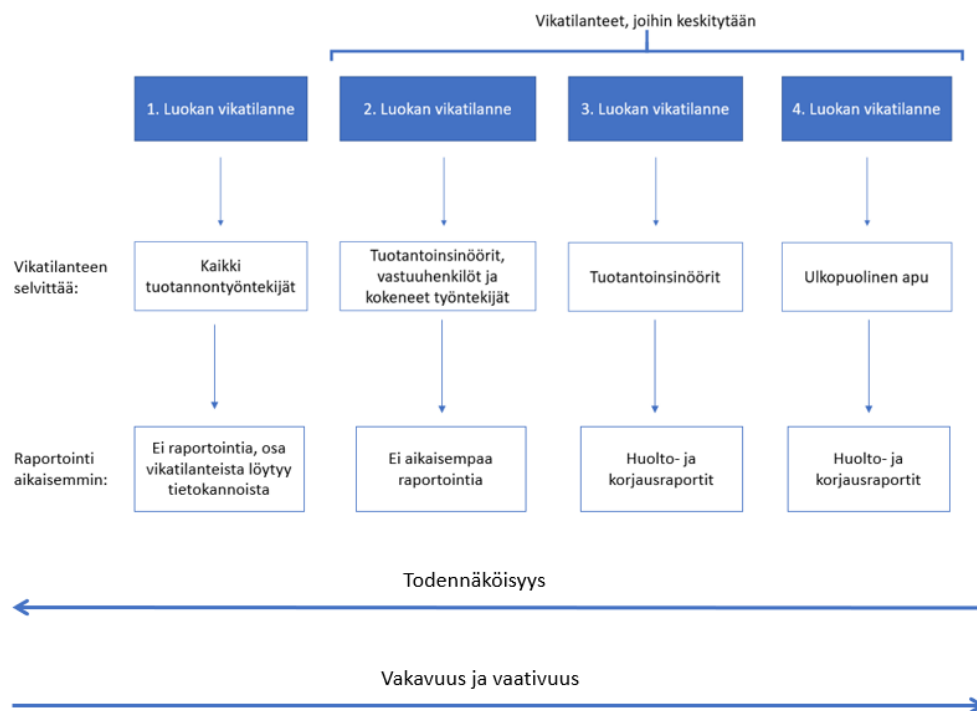 Vikatilanteet, joihin keskitytään
1. Luokan vikatilanne
2. Luokan vikatilanne
3. Luokan vikatilanne
4. Luokan vikatilanne
Vikatilanteen
selvittää:
Kaikki
tuotannontyöntekijät
Tuotantoinsinöörit,
vastuuhenkilöt ja
kokeneet työntekijät
Tuotantoinsinöörit
Ulkopuolinen apu
Raportointi
aikaisemmin:
Ei raportointia, osa
vikatilanteista löytyy
tietokannoista
Ei aikaisempaa
raportointia
Huolto- ja
korjausraportit
Huolto- ja
korjausraportit
Todennäköisyys
Vakavuus ja vaativuus